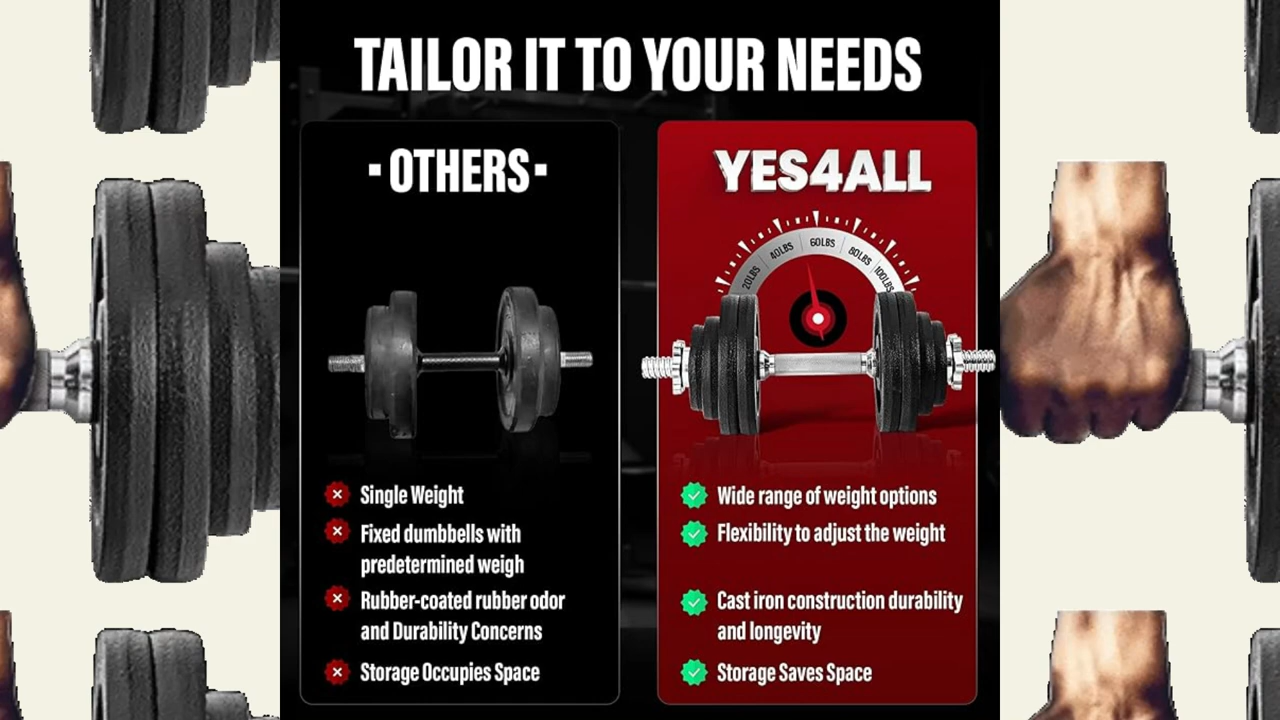 TAILOR IT TO YOUR NEEDS
- OTHERS -
Single Weight
Fixed dumbbells with
predetermined weigh
Rubber-coated rubber odor
and Durability Concerns
Storage Occupies Space
YES4ALL
20LBS 40LBS 60LBS 80LBS 100LBS
Wide range of weight options
Flexibility to adjust the weight
Cast iron construction durability
and longevity
Storage Saves Space